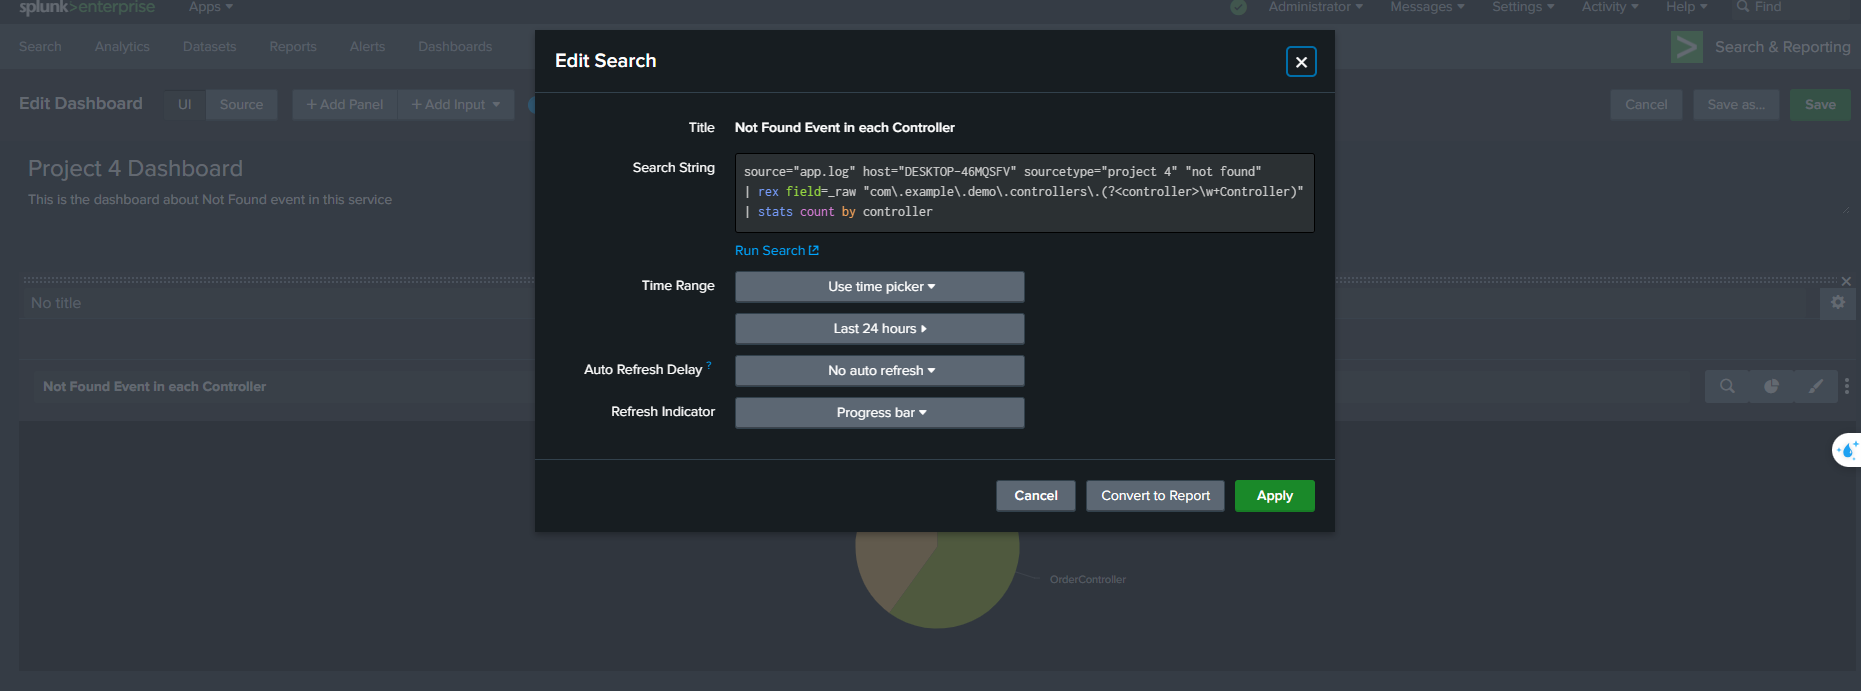 splunk>enterprise Apps Administrator Messages Settings Activity Help Find
Search Analytics Datasets Reports Alerts Dashboards Search & Reporting
Edit Dashboard UI Source + Add Panel + Add Input Cancel Save as... Save
Project 4 Dashboard
This is the dashboard about Not Found event in this service
No title
Not Found Event in each Controller
Edit Search
Title Not Found Event in each Controller
Search String
source="app.log" host="DESKTOP-46MQSFV" sourcetype="project 4" "not found"
| rex field=_raw "com\.example\.demo\.controllers\.(?<controller>\w+Controller)"
| stats count by controller
Run Search
Time Range Use time picker
Last 24 hours
Auto Refresh Delay ? No auto refresh
Refresh Indicator Progress bar
Cancel Convert to Report Apply
OrderController